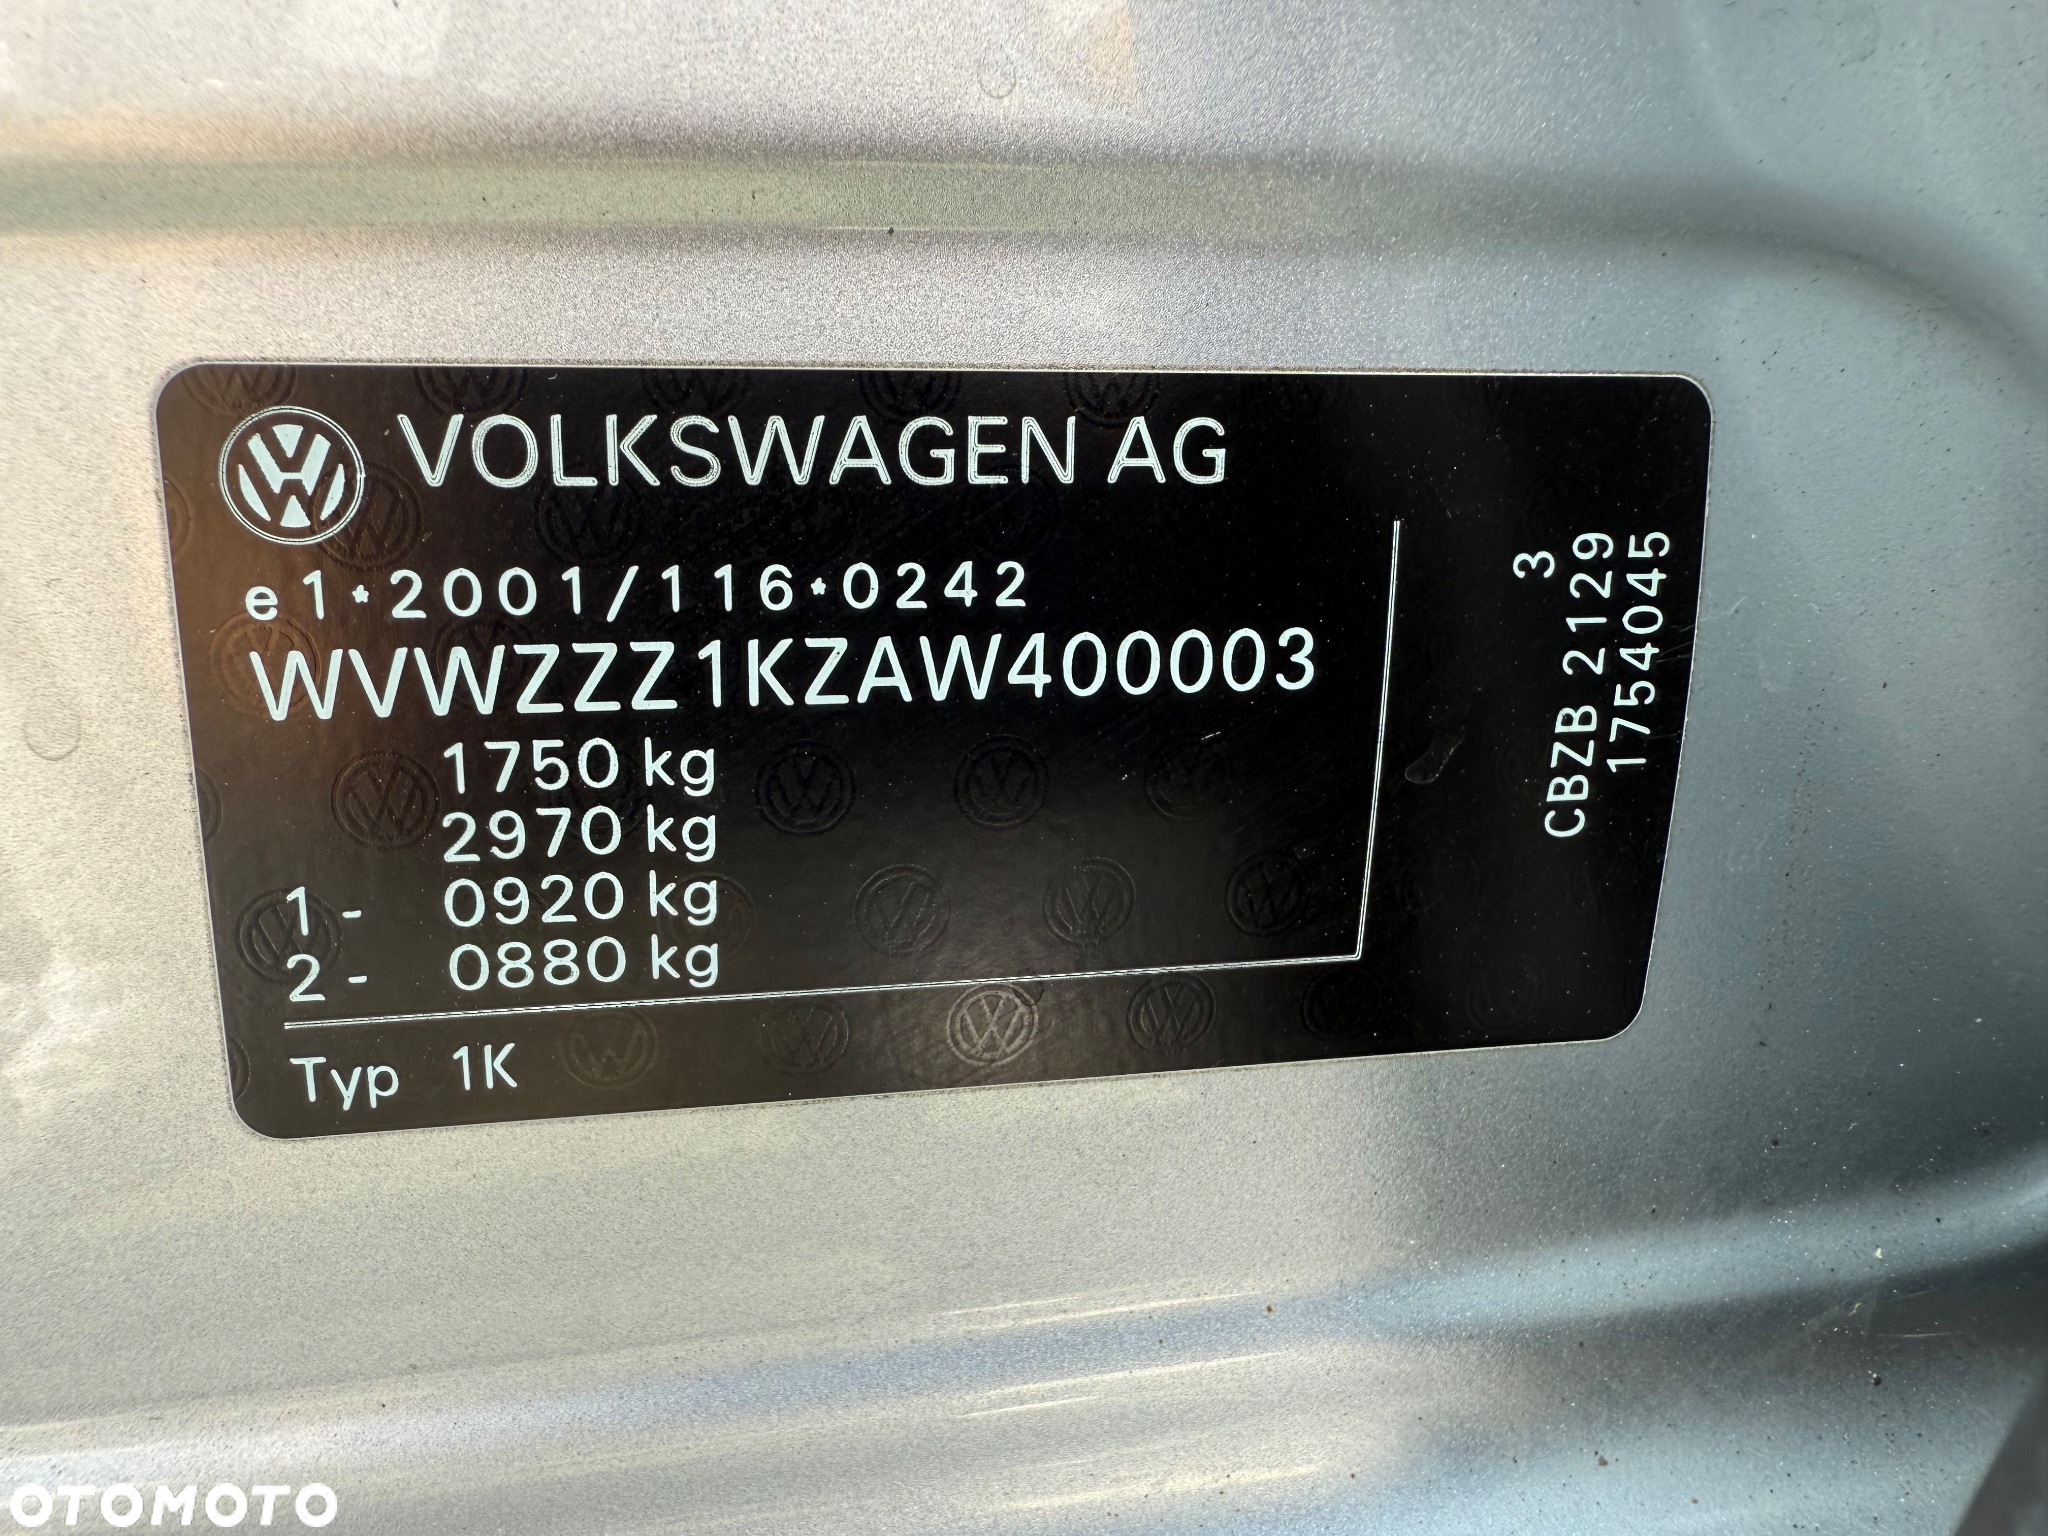 VOLKSWAGEN AG
e1*2001/116*0242
WVWZZZ1KZAW400003
1750 kg
2970 kg
1- 0920 kg
2- 0880 kg
Typ 1K
3
CBZB 2129
1754045
OTOMOTO